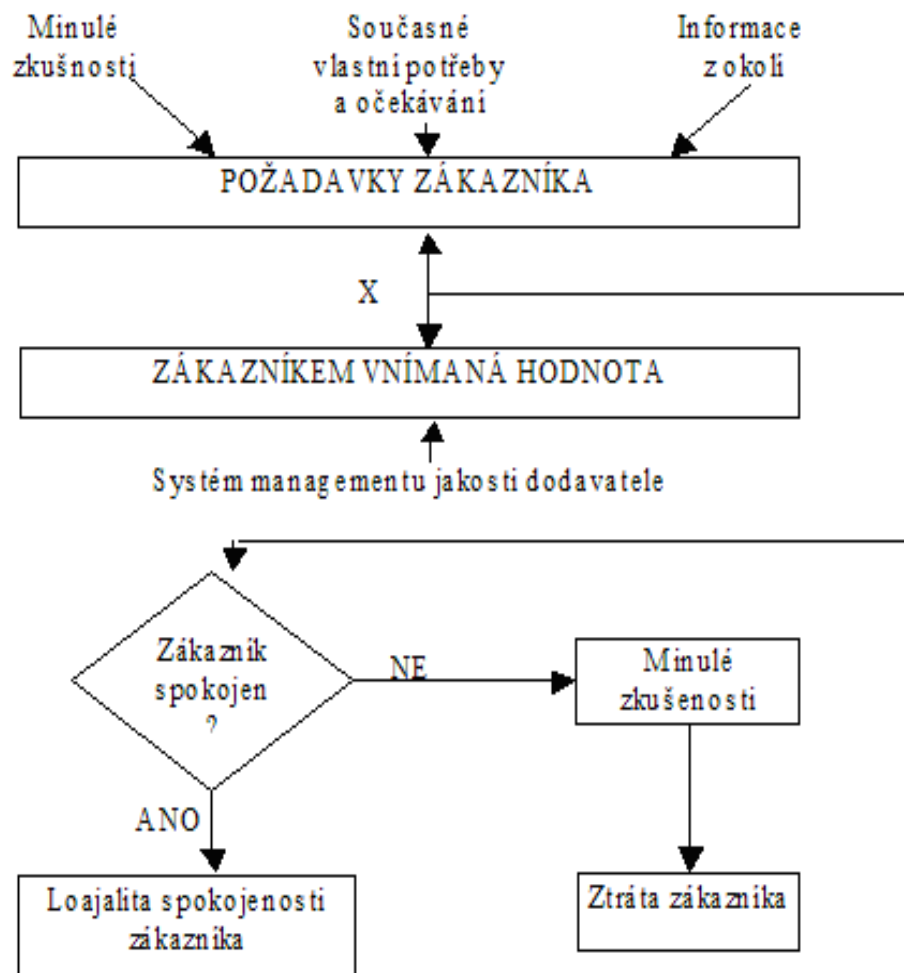 Minulé
zkušnosti
Současné
vlastní potřeby
a očekávání
Informace
z okolí
POŽADAVKY ZÁKAZNÍKA
X
ZÁKAZNÍKEM VNÍMANÁ HODNOTA
Systém managementu jakosti dodavatele
Zákazník
spokojen
?
NE
Minulé
zkušenosti
ANO
Loajalita spokojenosti
zákazníka
Ztráta zákazníka